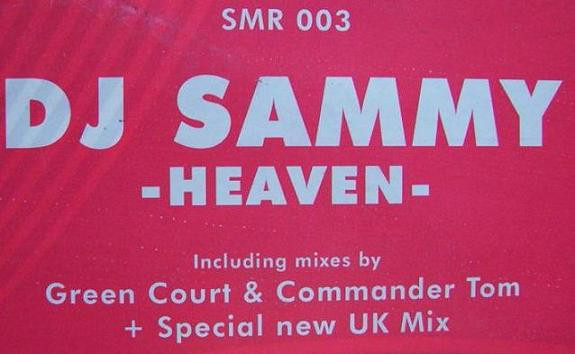 SMR 003
DJ SAMMY
-HEAVEN-
Including mixes by
Green Court & Commander Tom
+ Special new UK Mix